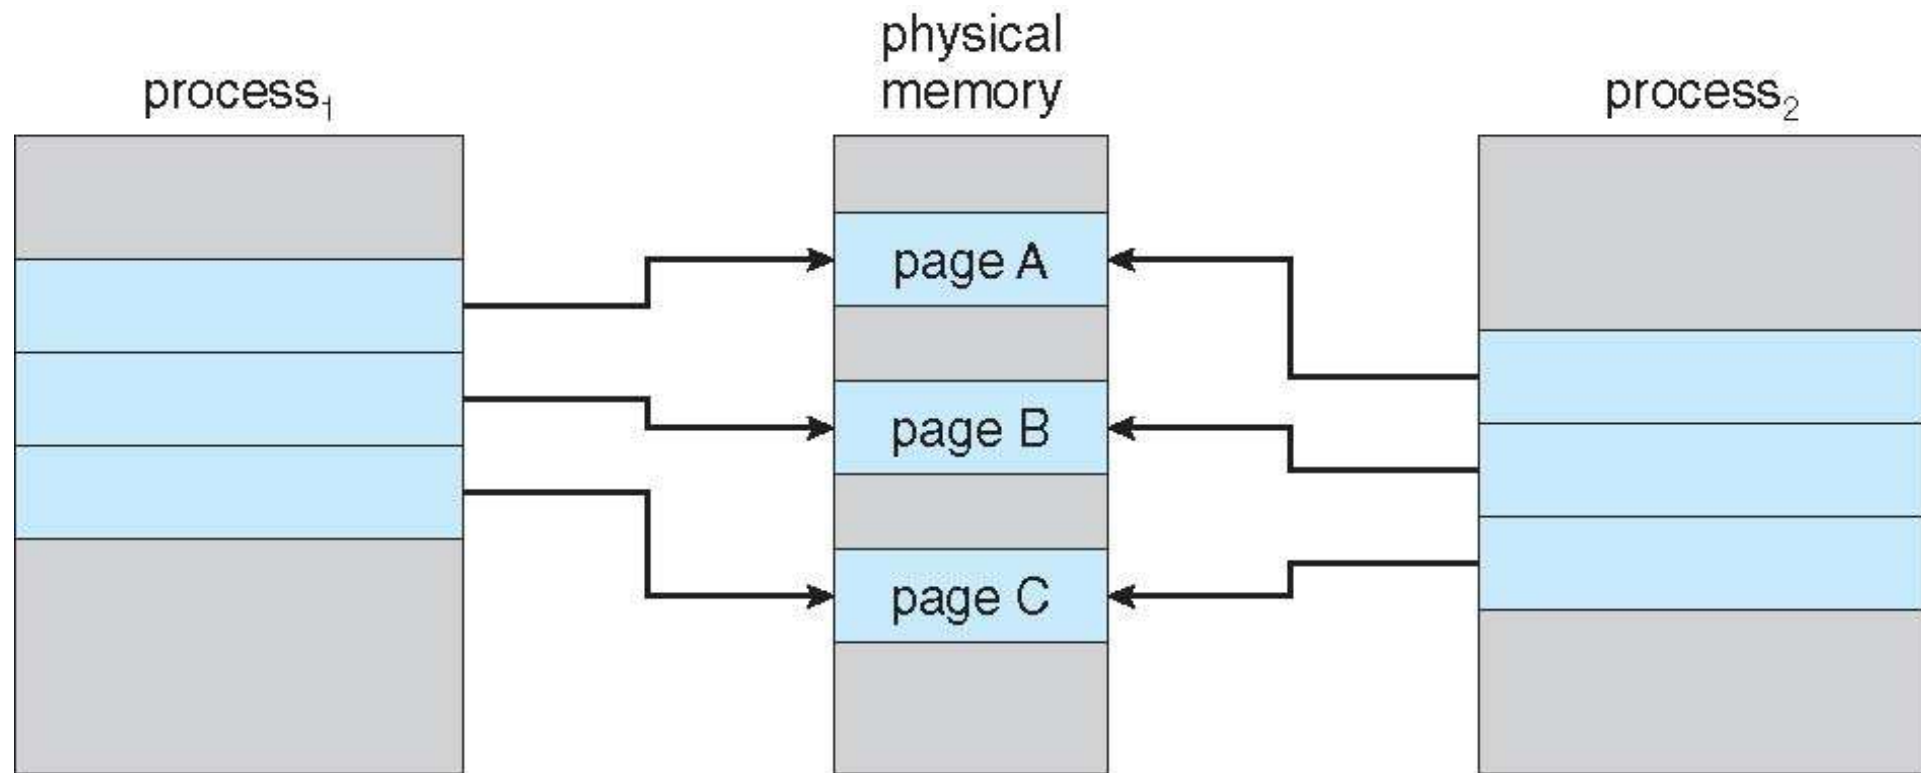 process₁
physical
memory
process₂
page A
page B
page C